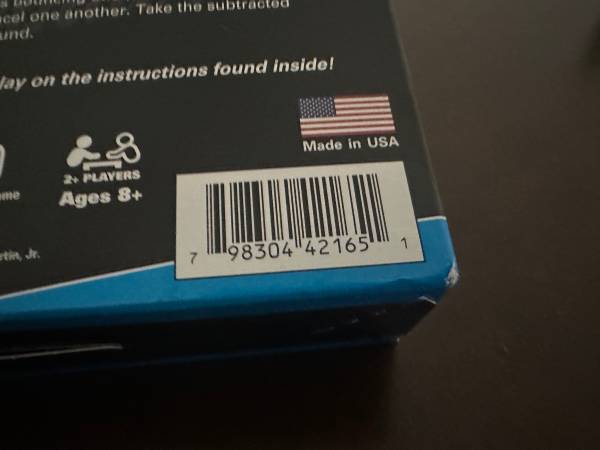 cel one another. Take the subtracted
und.
lay on the instructions found inside!
Made in USA
2+ PLAYERS
Ages 8+
me
rtin, Jr.
7 98304 42165 1